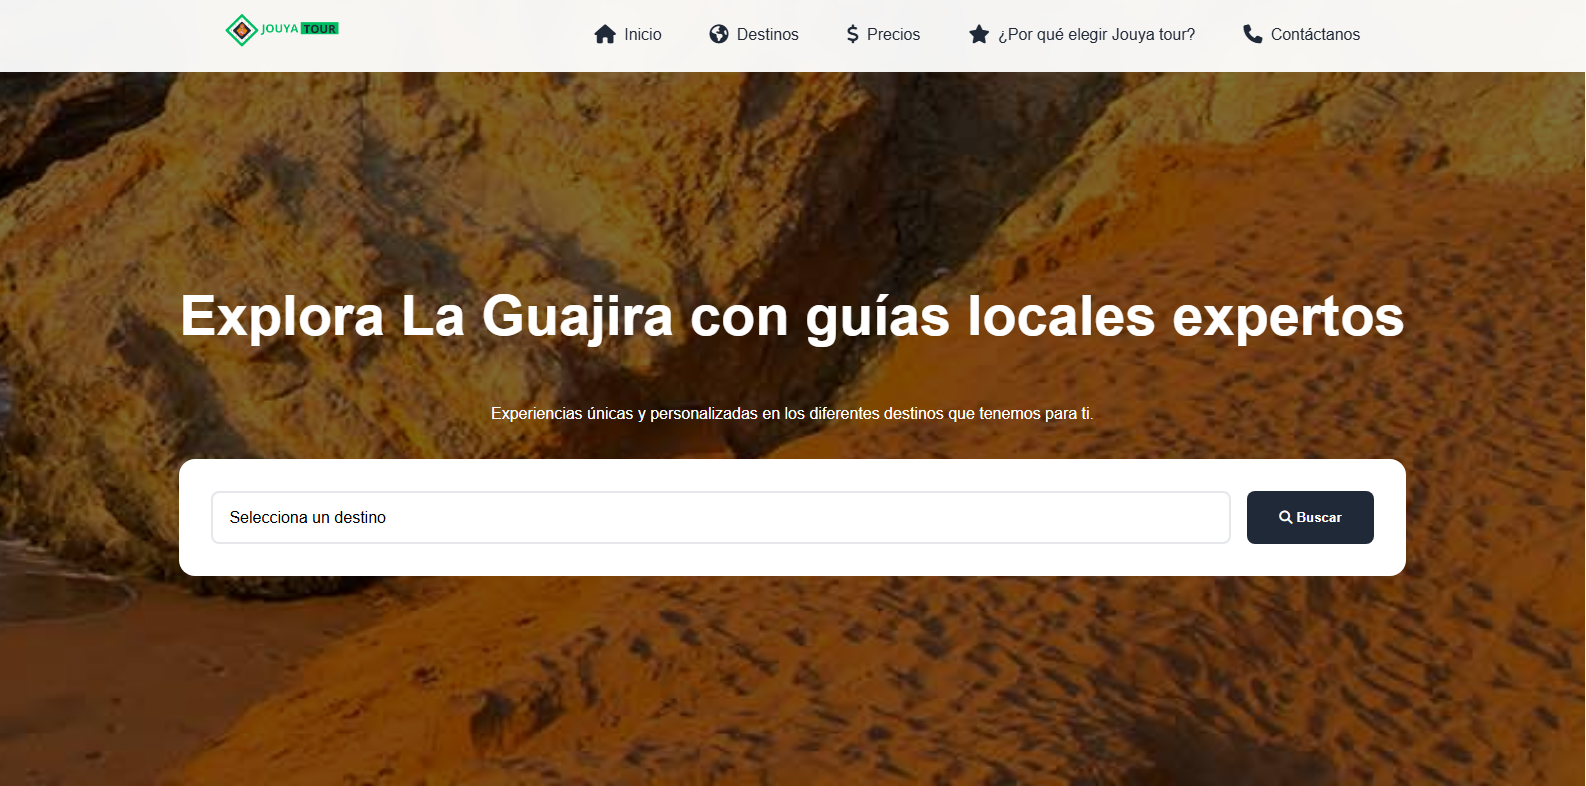 JOUYA TOUR
Inicio
Destinos
Precios
¿Por qué elegir Jouya tour?
Contáctanos
Explora La Guajira con guías locales expertos
Experiencias únicas y personalizadas en los diferentes destinos que tenemos para ti.
Selecciona un destino
Buscar